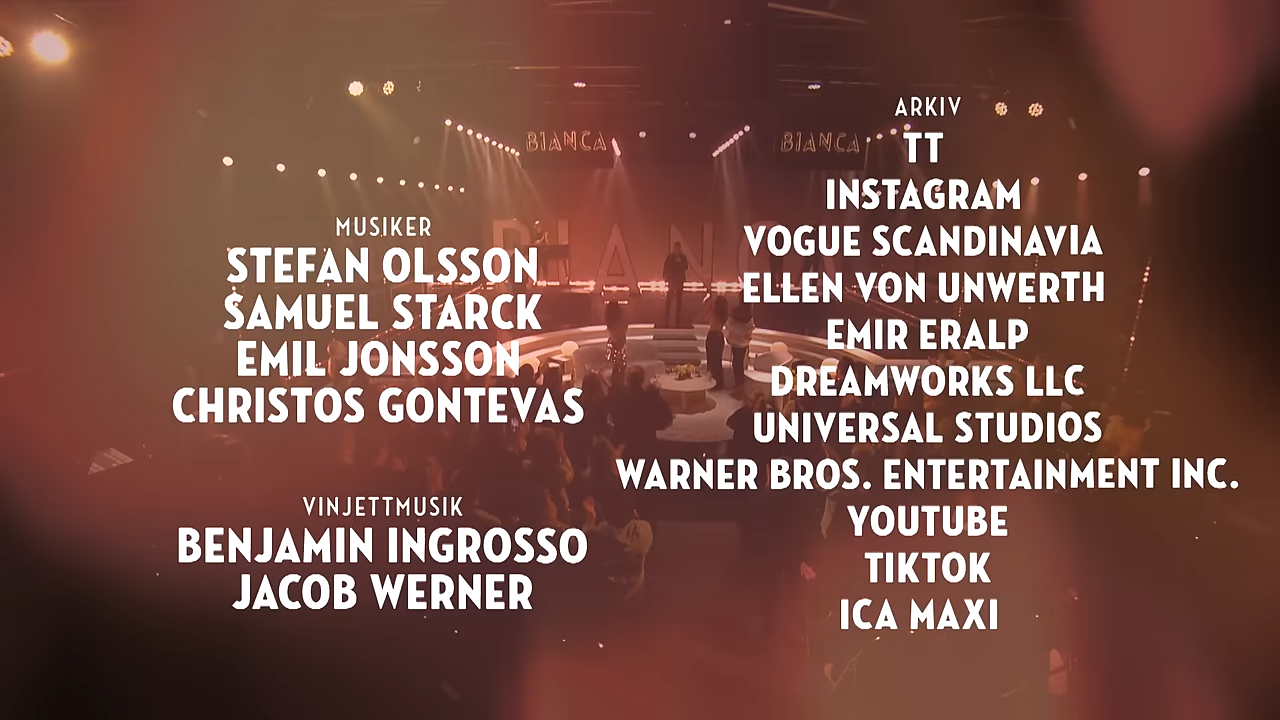 BIANCA
BIANCA
MUSIKER
STEFAN OLSSON
SAMUEL STARCK
EMIL JONSSON
CHRISTOS GONTEVAS
VINJETTMUSIK
BENJAMIN INGROSSO
JACOB WERNER
ARKIV
TT
INSTAGRAM
VOGUE SCANDINAVIA
ELLEN VON UNWERTH
EMIR ERALP
DREAMWORKS LLC
UNIVERSAL STUDIOS
WARNER BROS. ENTERTAINMENT INC.
YOUTUBE
TIKTOK
ICA MAXI